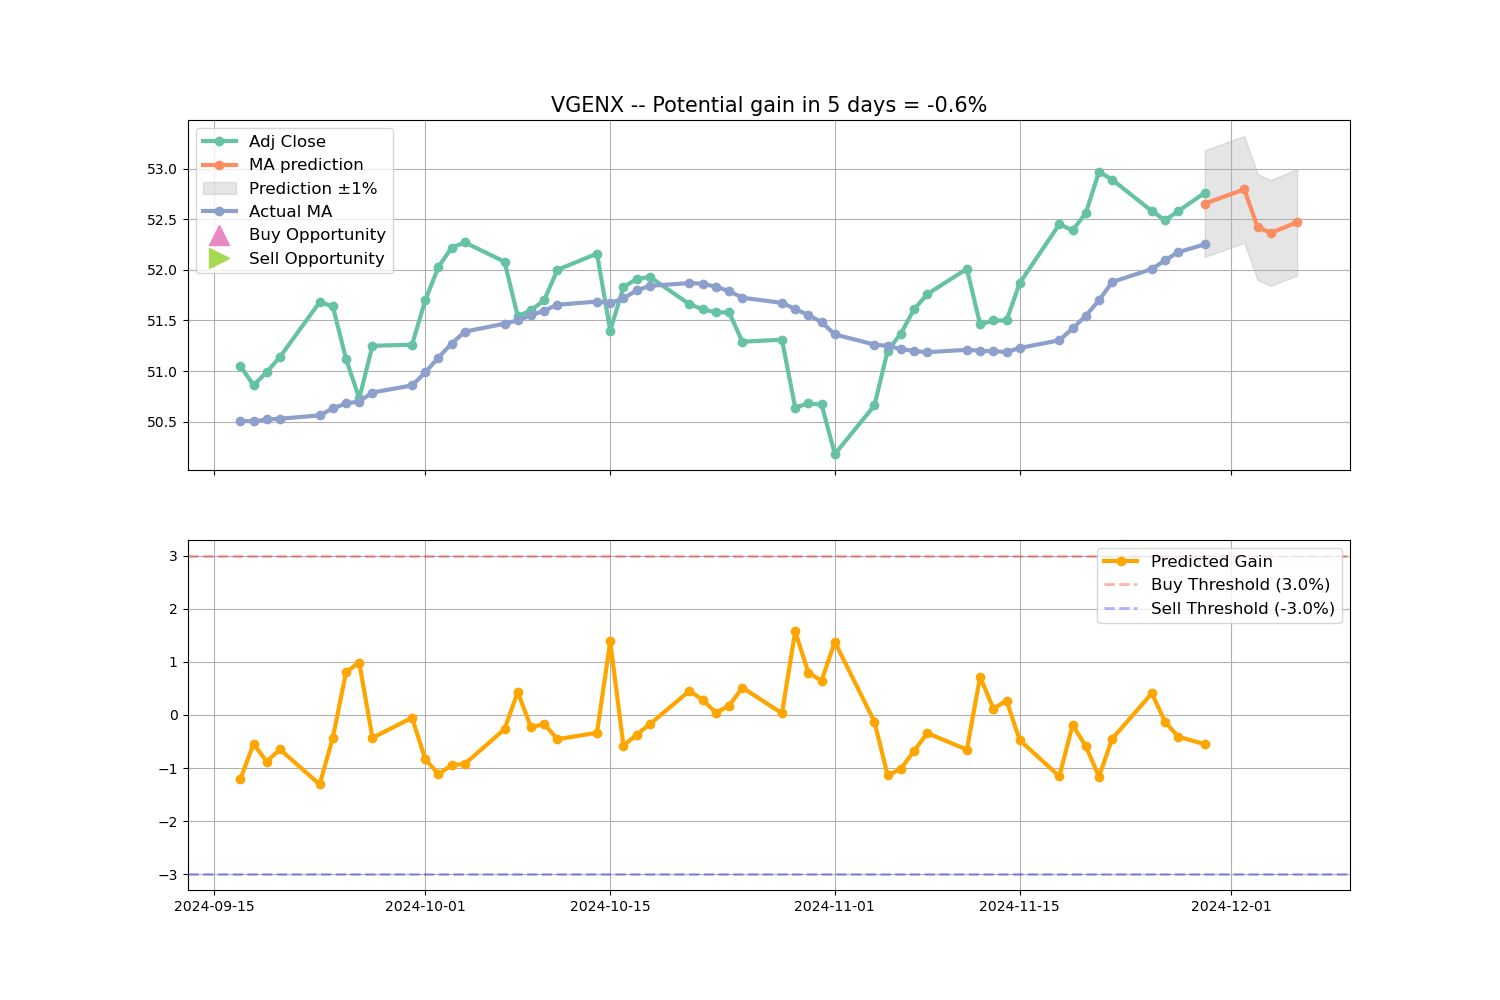 VGENX -- Potential gain in 5 days = -0.6%
Adj Close
MA prediction
Prediction ±1%
Actual MA
Buy Opportunity
Sell Opportunity
53.0
52.5
52.0
51.5
51.0
50.5
Predicted Gain
Buy Threshold (3.0%)
Sell Threshold (-3.0%)
3
2
1
0
−1
−2
−3
2024-09-15 2024-10-01 2024-10-15 2024-11-01 2024-11-15 2024-12-01